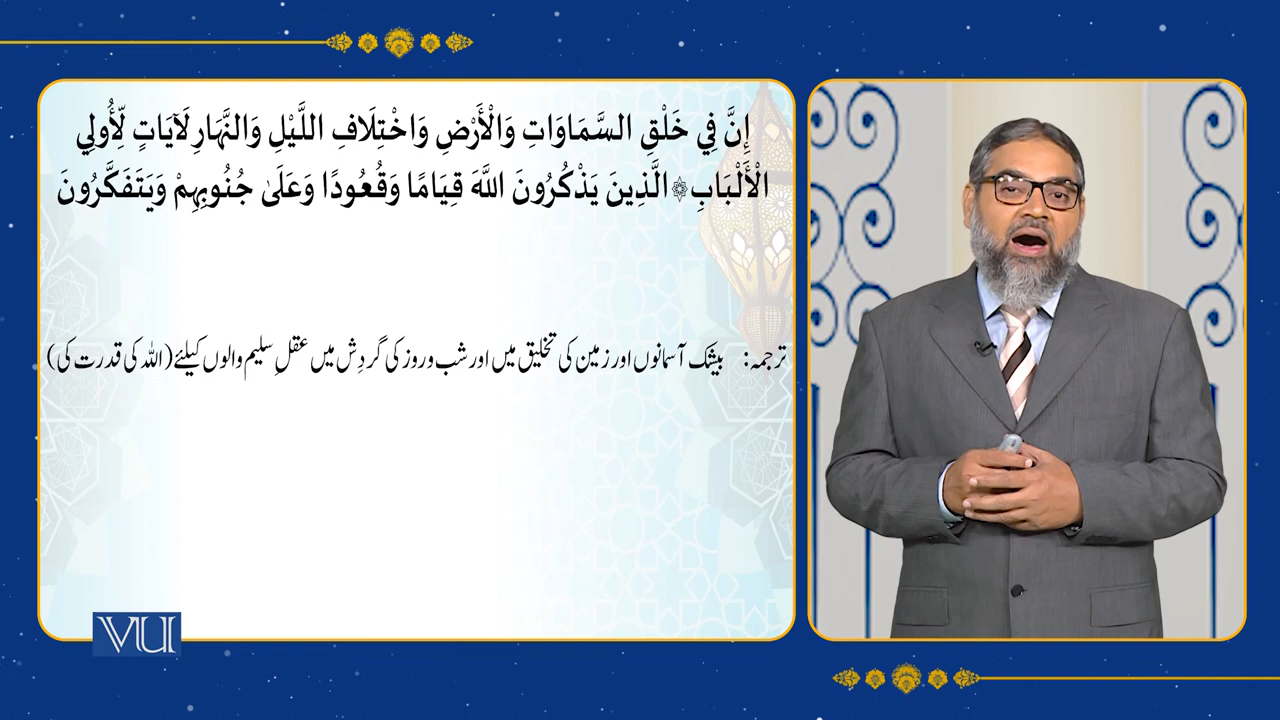 إِنَّ فِي خَلْقِ السَّمَاوَاتِ وَالْأَرْضِ وَاخْتِلَافِ اللَّيْلِ وَالنَّهَارِ لَآيَاتٍ لِّأُولِي
الْأَلْبَابِ۞الَّذِينَ يَذْكُرُونَ اللَّهَ قِيَامًا وَقُعُودًا وَعَلَىٰ جُنُوبِهِمْ وَيَتَفَكَّرُونَ
ترجمہ: بیشک آسمانوں اور زمین کی تخلیق میں اور شب و روز کی گردِش میں عقلِ سلیم والوں کیلئے (اللہ کی قدرت کی)
VU